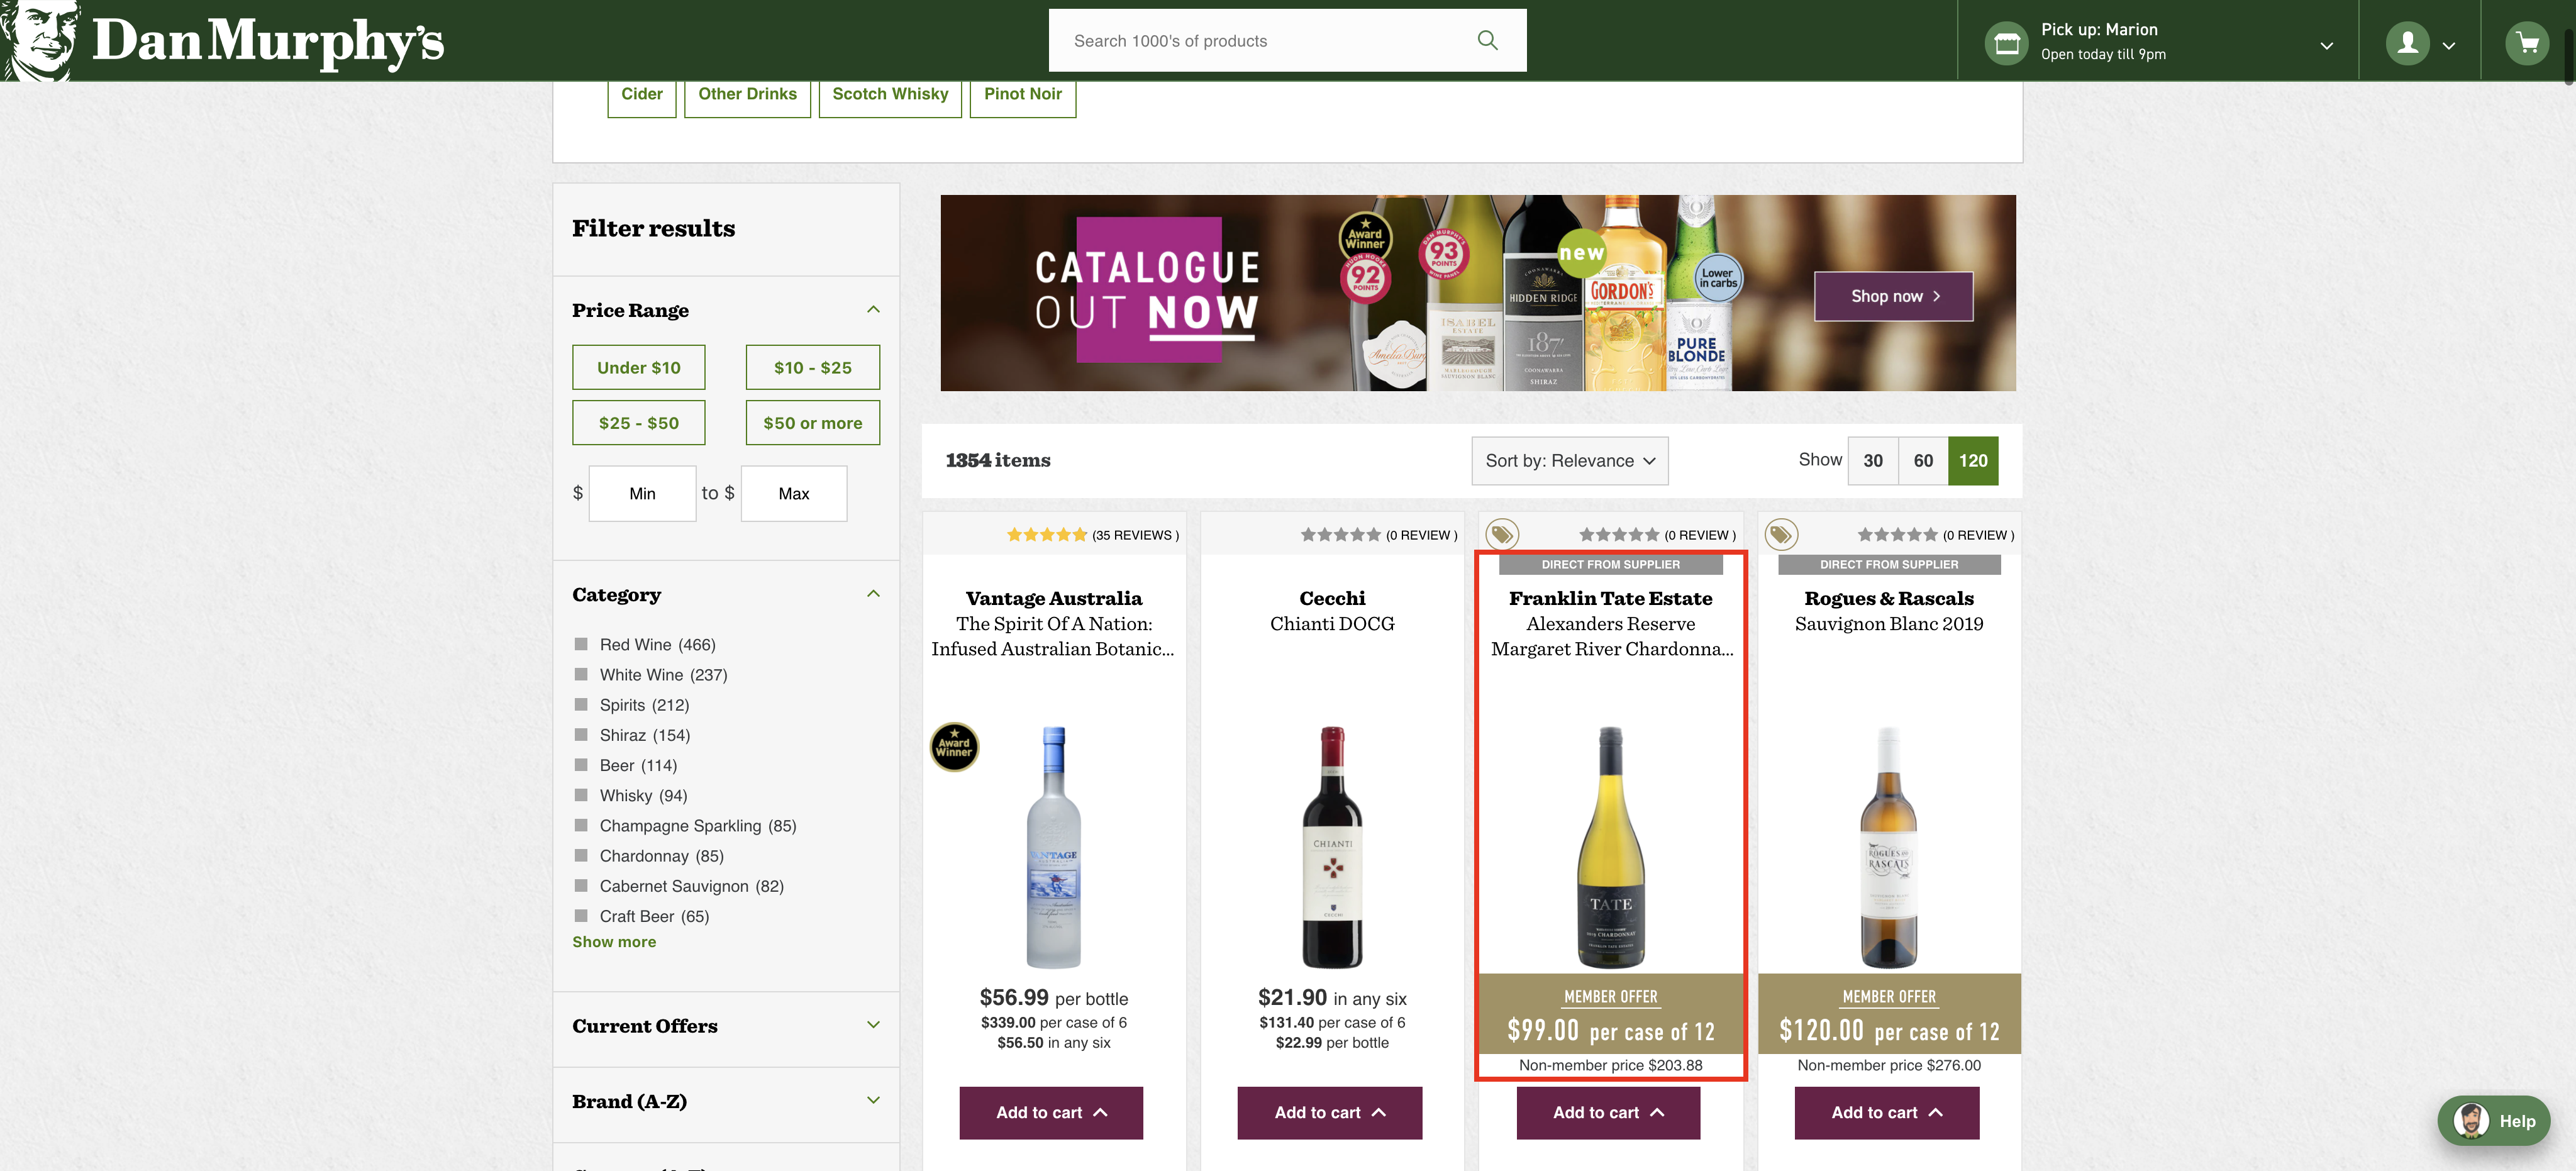 Dan Murphy's
Search 1000's of products
Pick up: Marion
Open today till 9pm
Cider
Other Drinks
Scotch Whisky
Pinot Noir
Filter results
Price Range
Under $10
$10 - $25
$25 - $50
$50 or more
$ Min to $ Max
Category
Red Wine (466)
White Wine (237)
Spirits (212)
Shiraz (154)
Beer (114)
Whisky (94)
Champagne Sparkling (85)
Chardonnay (85)
Cabernet Sauvignon (82)
Craft Beer (65)
Show more
Current Offers
Brand (A-Z)
CATALOGUE
OUT NOW
Award
Winner
92
POINTS
93
POINTS
ISABEL
ESTATE
MARLBOROUGH
SAUVIGNON BLANC
HIDDEN RIDGE
COONAWARRA
SHIRAZ
new
GORDON'S
Lower
in carbs
PURE
BLONDE
Shop now
1354 items
Sort by: Relevance
Show 30 60 120
(35 REVIEWS )
Vantage Australia
The Spirit Of A Nation:
Infused Australian Botanic...
Award
Winner
VANTAGE
$56.99 per bottle
$339.00 per case of 6
$56.50 in any six
Add to cart
(0 REVIEW )
Cecchi
Chianti DOCG
CHIANTI
CECCHI
$21.90 in any six
$131.40 per case of 6
$22.99 per bottle
Add to cart
(0 REVIEW )
DIRECT FROM SUPPLIER
Franklin Tate Estate
Alexanders Reserve
Margaret River Chardonna...
TATE
MEMBER OFFER
$99.00 per case of 12
Non-member price $203.88
Add to cart
(0 REVIEW )
DIRECT FROM SUPPLIER
Rogues & Rascals
Sauvignon Blanc 2019
RASCALS
MEMBER OFFER
$120.00 per case of 12
Non-member price $276.00
Add to cart
Help